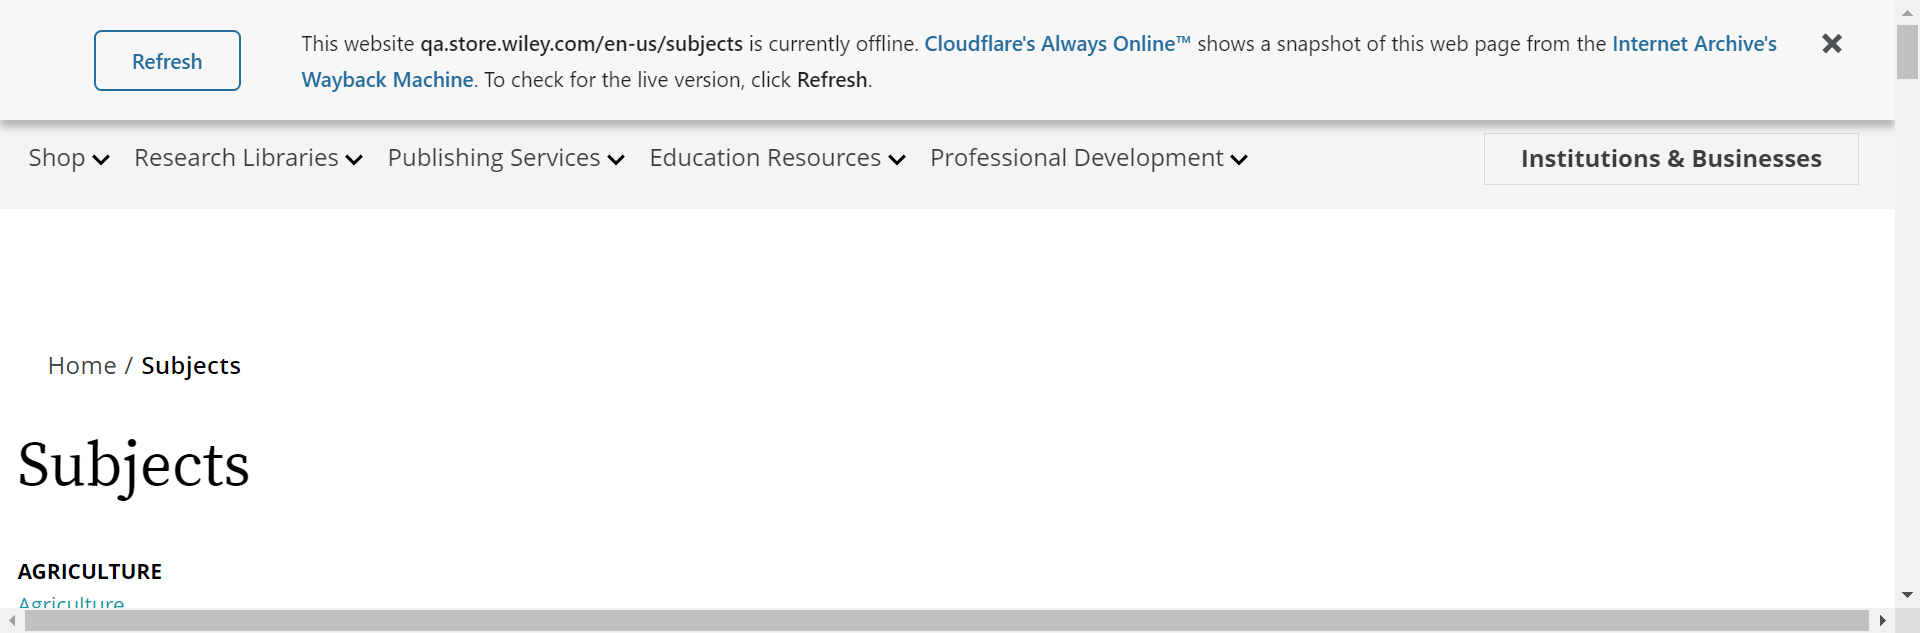 Refresh
This website qa.store.wiley.com/en-us/subjects is currently offline. Cloudflare's Always Online™ shows a snapshot of this web page from the Internet Archive's
Wayback Machine. To check for the live version, click Refresh.
Shop Research Libraries Publishing Services Education Resources Professional Development Institutions & Businesses
Home / Subjects
Subjects
AGRICULTURE
Agriculture